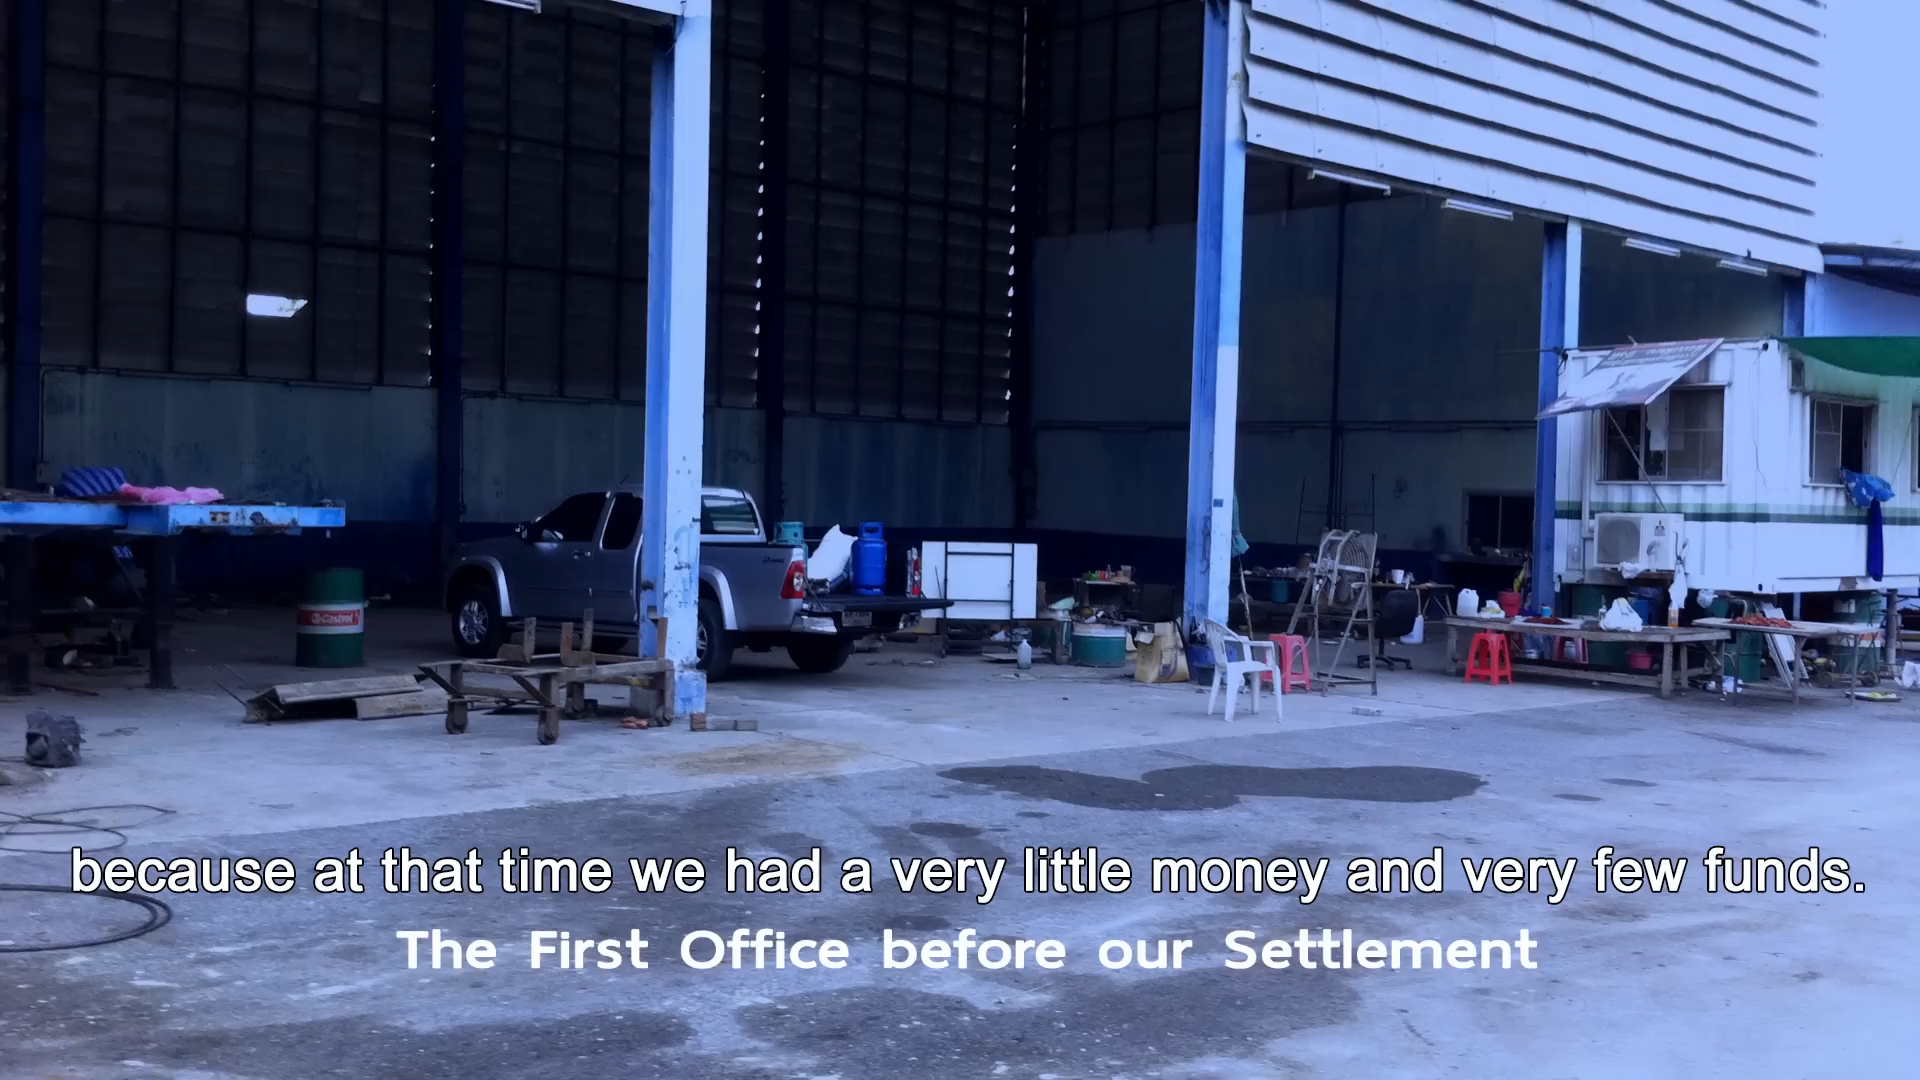 Castrol
because at that time we had a very little money and very few funds.
The First Office before our Settlement